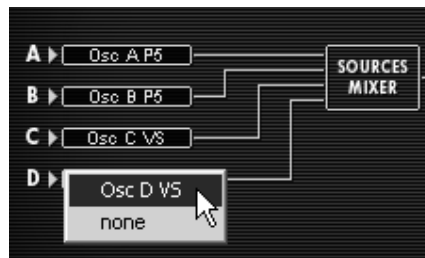 A Osc A P5
SOURCES
MIXER
B Osc B P5
C Osc C VS
D
Osc D VS
none